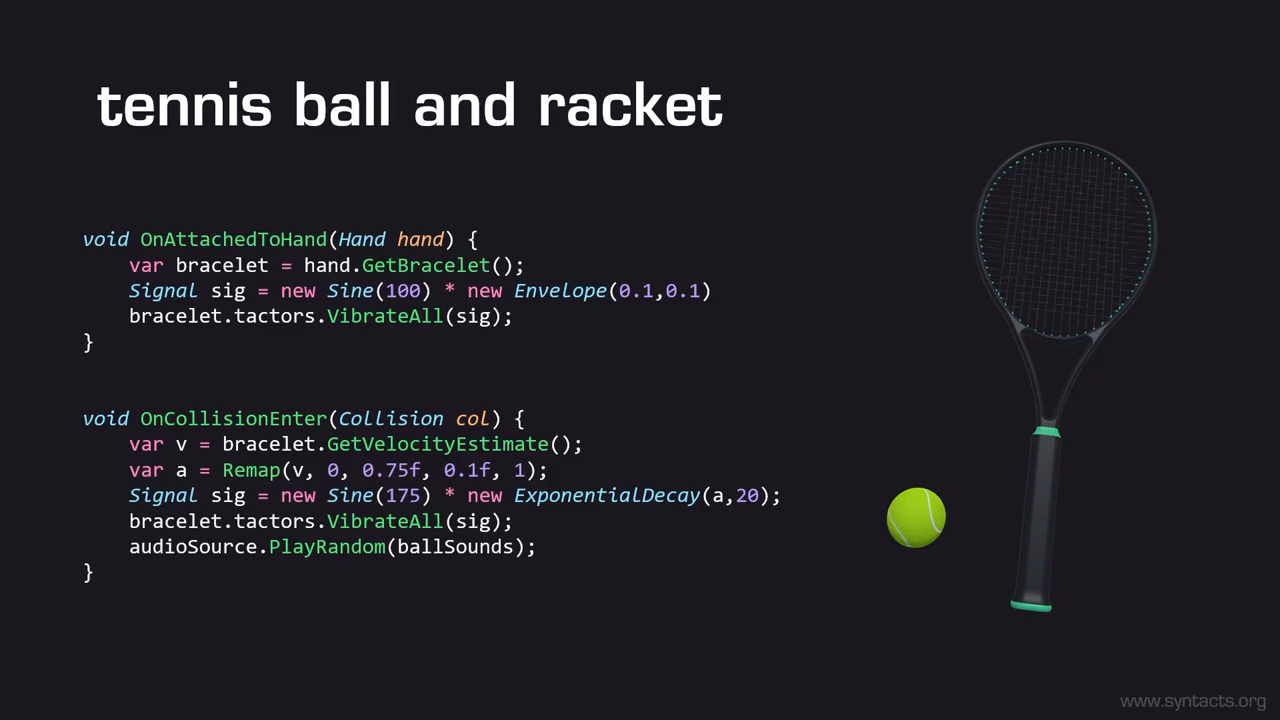 tennis ball and racket
void OnAttachedToHand(Hand hand) {
    var bracelet = hand.GetBracelet();
    Signal sig = new Sine(100) * new Envelope(0.1,0.1)
    bracelet.tactors.VibrateAll(sig);
}
void OnCollisionEnter(Collision col) {
    var v = bracelet.GetVelocityEstimate();
    var a = Remap(v, 0, 0.75f, 0.1f, 1);
    Signal sig = new Sine(175) * new ExponentialDecay(a,20);
    bracelet.tactors.VibrateAll(sig);
    audioSource.PlayRandom(ballSounds);
}
www.syntacts.org